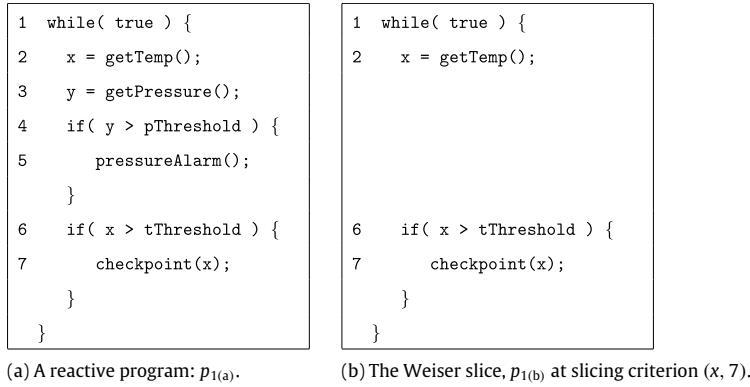 1 while( true ) {
2 x = getTemp();
3 y = getPressure();
4 if( y > pThreshold ) {
5 pressureAlarm();
}
6 if( x > tThreshold ) {
7 checkpoint(x);
}
}
(a) A reactive program: p1(a).
1 while( true ) {
2 x = getTemp();
6 if( x > tThreshold ) {
7 checkpoint(x);
}
}
(b) The Weiser slice, p1(b) at slicing criterion (x, 7).